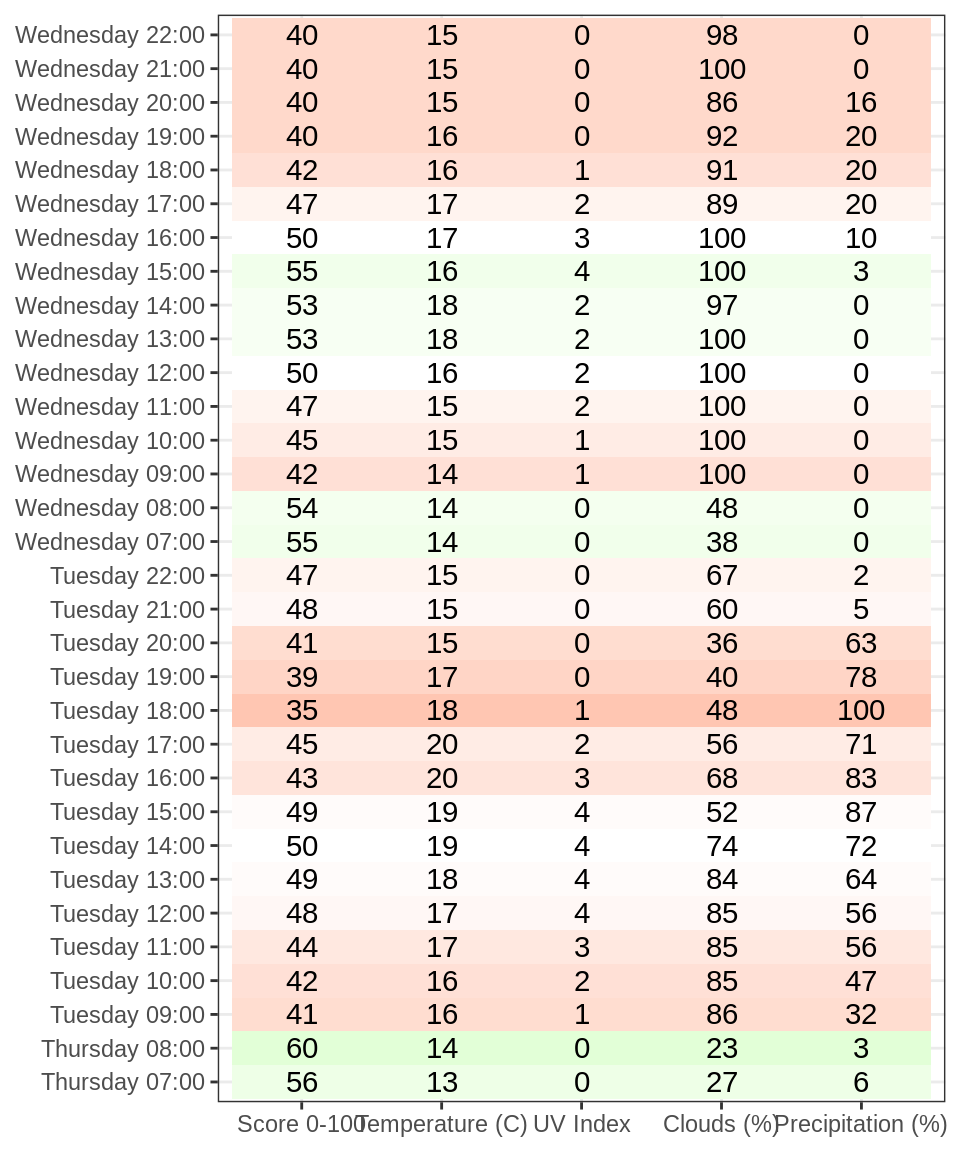 Wednesday 22:00 40 15 0 98 0
Wednesday 21:00 40 15 0 100 0
Wednesday 20:00 40 15 0 86 16
Wednesday 19:00 40 16 0 92 20
Wednesday 18:00 42 16 1 91 20
Wednesday 17:00 47 17 2 89 20
Wednesday 16:00 50 17 3 100 10
Wednesday 15:00 55 16 4 100 3
Wednesday 14:00 53 18 2 97 0
Wednesday 13:00 53 18 2 100 0
Wednesday 12:00 50 16 2 100 0
Wednesday 11:00 47 15 2 100 0
Wednesday 10:00 45 15 1 100 0
Wednesday 09:00 42 14 1 100 0
Wednesday 08:00 54 14 0 48 0
Wednesday 07:00 55 14 0 38 0
Tuesday 22:00 47 15 0 67 2
Tuesday 21:00 48 15 0 60 5
Tuesday 20:00 41 15 0 36 63
Tuesday 19:00 39 17 0 40 78
Tuesday 18:00 35 18 1 48 100
Tuesday 17:00 45 20 2 56 71
Tuesday 16:00 43 20 3 68 83
Tuesday 15:00 49 19 4 52 87
Tuesday 14:00 50 19 4 74 72
Tuesday 13:00 49 18 4 84 64
Tuesday 12:00 48 17 4 85 56
Tuesday 11:00 44 17 3 85 56
Tuesday 10:00 42 16 2 85 47
Tuesday 09:00 41 16 1 86 32
Thursday 08:00 60 14 0 23 3
Thursday 07:00 56 13 0 27 6
Score 0-100 Temperature (C) UV Index Clouds (%) Precipitation (%)